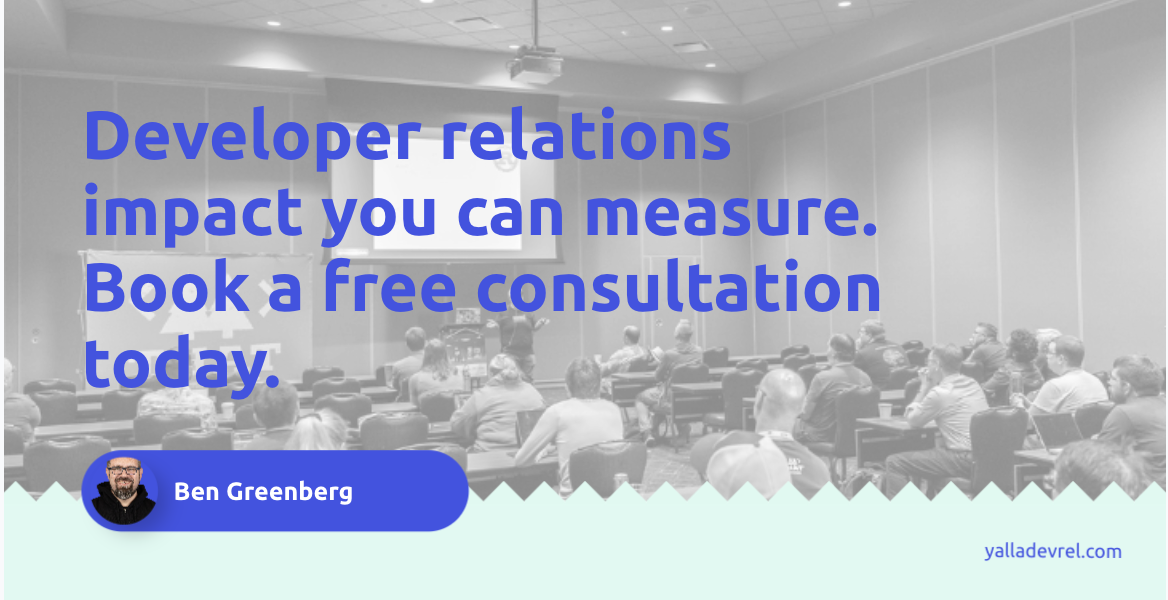 Developer relations
impact you can measure.
Book a free consultation
today.
Ben Greenberg
yalladevrel.com